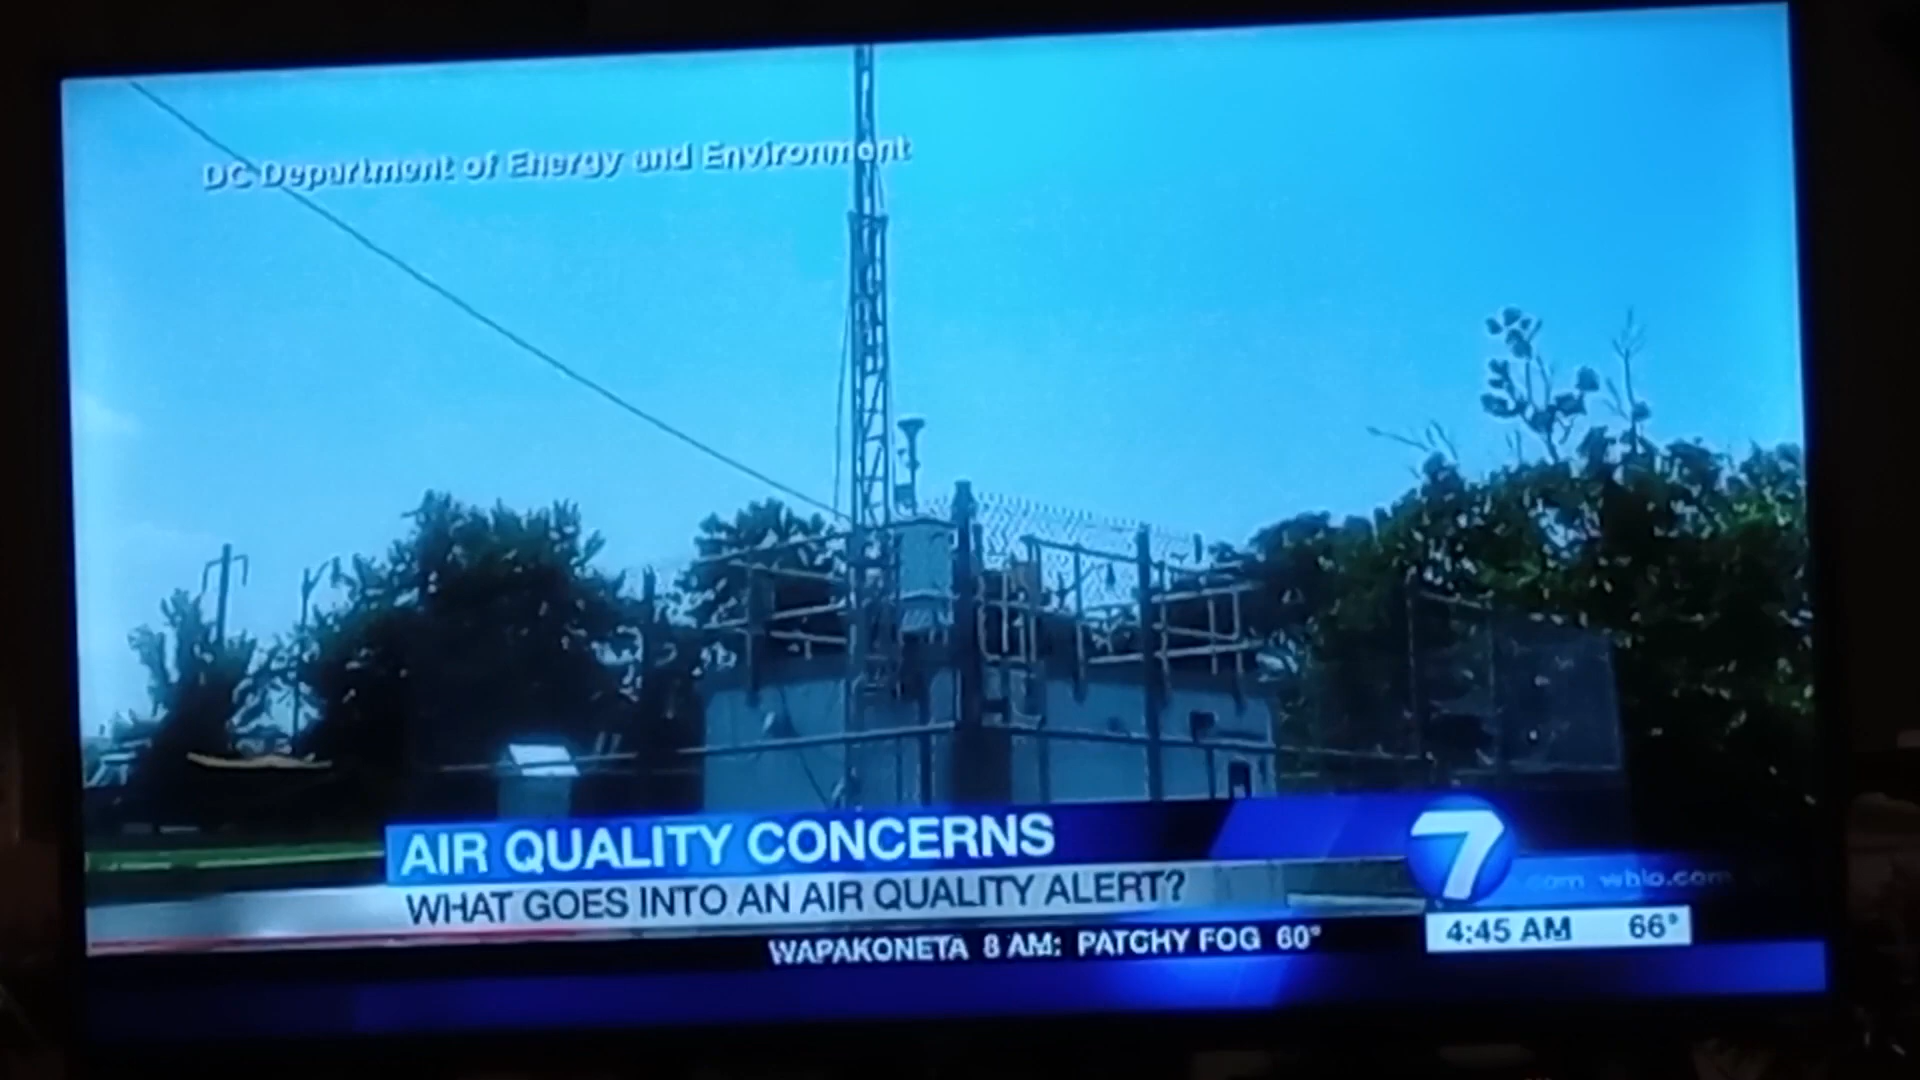 DC Department of Energy and Environment
AIR QUALITY CONCERNS
WHAT GOES INTO AN AIR QUALITY ALERT?
7
.com whio.com
WAPAKONETA 8 AM: PATCHY FOG 60°
4:45 AM 66°